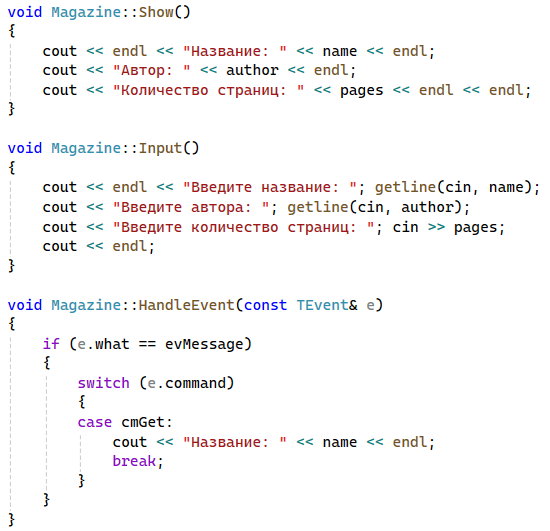 void Magazine::Show()
{
    cout << endl << "Название: " << name << endl;
    cout << "Автор: " << author << endl;
    cout << "Количество страниц: " << pages << endl << endl;
}

void Magazine::Input()
{
    cout << endl << "Введите название: "; getline(cin, name);
    cout << "Введите автора: "; getline(cin, author);
    cout << "Введите количество страниц: "; cin >> pages;
    cout << endl;
}

void Magazine::HandleEvent(const TEvent& e)
{
    if (e.what == evMessage)
    {
        switch (e.command)
        {
        case cmGet:
            cout << "Название: " << name << endl;
            break;
        }
    }
}